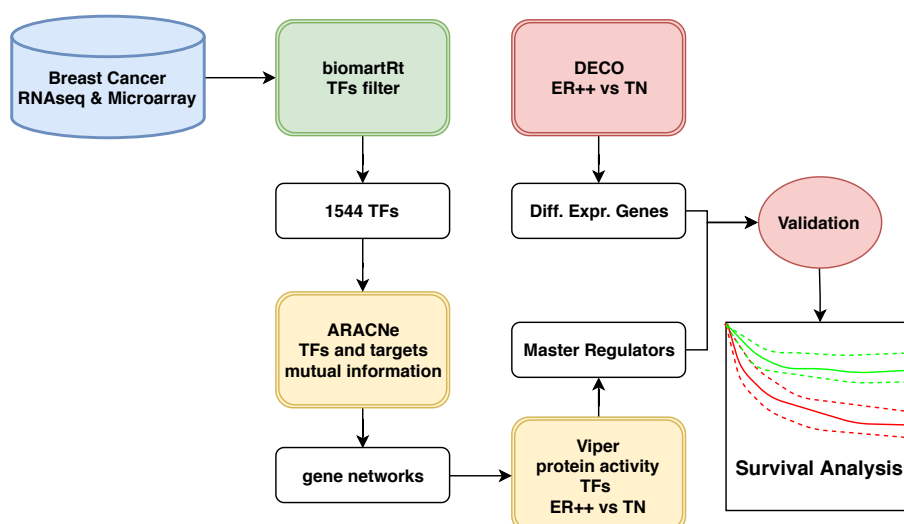 Breast Cancer
RNAseq & Microarray
biomartRt
TFs filter
DECO
ER++ vs TN
1544 TFs
Diff. Expr. Genes
Validation
ARACNe
TFs and targets
mutual information
Master Regulators
gene networks
Viper
protein activity
TFs
ER++ vs TN
Survival Analysis